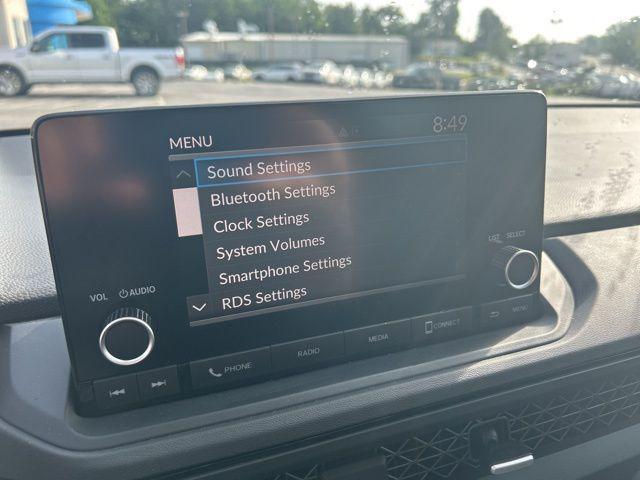 MENU
8:49
Sound Settings
Bluetooth Settings
Clock Settings
System Volumes
Smartphone Settings
RDS Settings
VOL AUDIO
LIST SELECT
PHONE
RADIO
MEDIA
CONNECT
MENU